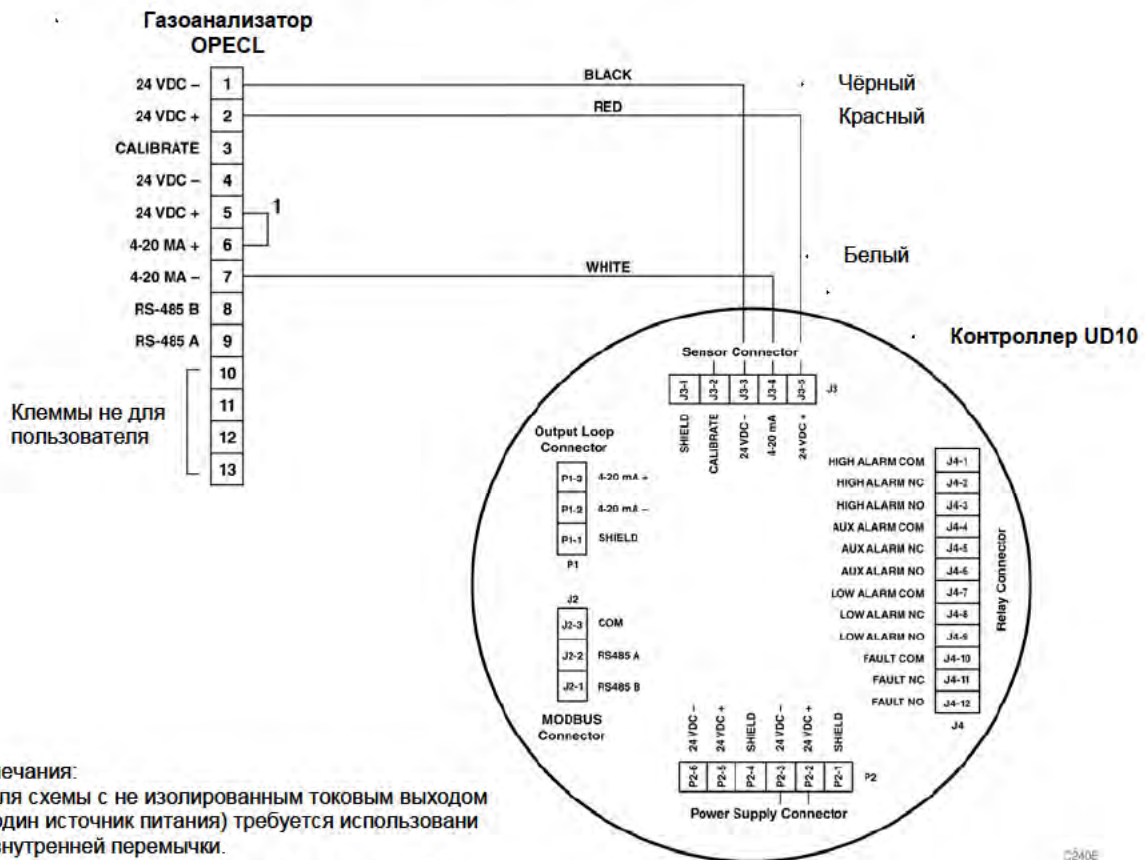 Газоанализатор
OPECL
24 VDC – 1
24 VDC + 2
CALIBRATE 3
24 VDC – 4
24 VDC + 5
4-20 MA + 6
4-20 MA – 7
RS-485 B 8
RS-485 A 9
10
11
12
13
1
Клеммы не для
пользователя
BLACK
RED
WHITE
Чёрный
Красный
Белый
Контроллер UD10
Sensor Connector
J3-1 J3-2 J3-3 J3-4 J3-5 J3
SHIELD
CALIBRATE
24 VDC –
4-20 mA
24 VDC +
Output Loop
Connector
P1-3 4-20 mA +
P1-2 4-20 mA –
P1-1 SHIELD
P1
J2
J2-3 COM
J2-2 RS485 A
J2-1 RS485 B
MODBUS
Connector
HIGH ALARM COM J4-1
HIGH ALARM NC J4-2
HIGH ALARM NO J4-3
AUX ALARM COM J4-4
AUX ALARM NC J4-5
AUX ALARM NO J4-6
LOW ALARM COM J4-7
LOW ALARM NC J4-8
LOW ALARM NO J4-9
FAULT COM J4-10
FAULT NC J4-11
FAULT NO J4-12
J4
Relay Connector
24 VDC –
24 VDC +
SHIELD
24 VDC –
24 VDC +
SHIELD
P2-6 P2-5 P2-4 P2-3 P2-2 P2-1 P2
Power Supply Connector
ечания:
ля схемы с не изолированным токовым выходом
один источник питания) требуется использовани
внутренней перемычки.
C240E